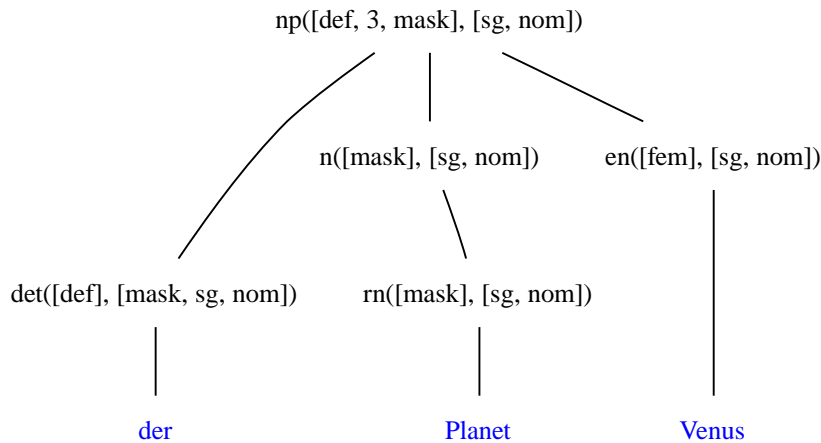 np([def, 3, mask], [sg, nom])
n([mask], [sg, nom])
en([fem], [sg, nom])
det([def], [mask, sg, nom])
rn([mask], [sg, nom])
der
Planet
Venus